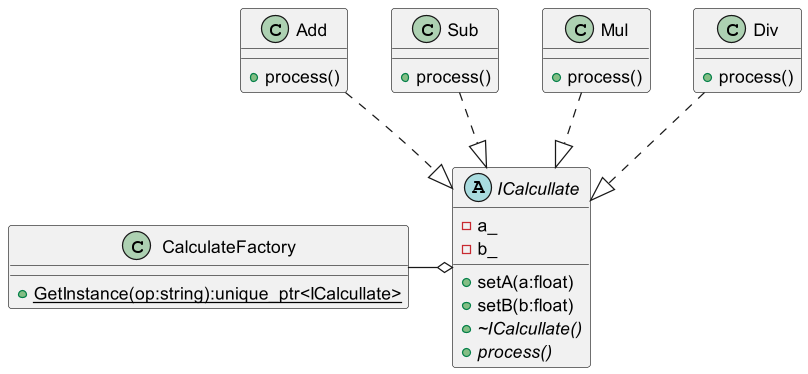 C Add
+ process()
C Sub
+ process()
C Mul
+ process()
C Div
+ process()
A ICalcullate
a_
b_
setA(a:float)
setB(b:float)
~ICalcullate()
process()
C CalculateFactory
GetInstance(op:string):unique_ptr<ICalcullate>